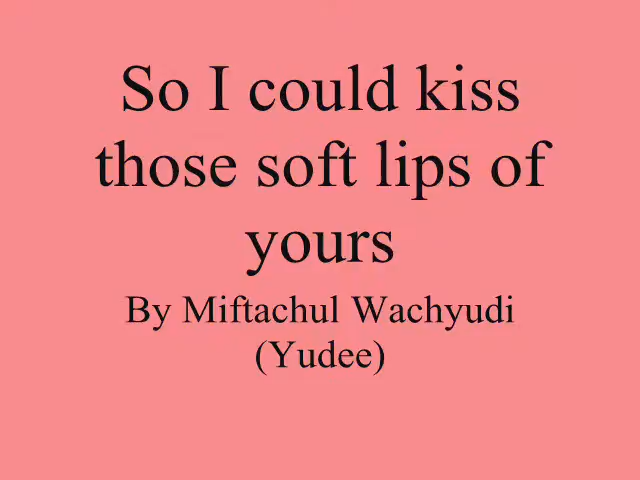 So I could kiss
those soft lips of
yours
By Miftachul Wachyudi
(Yudee)